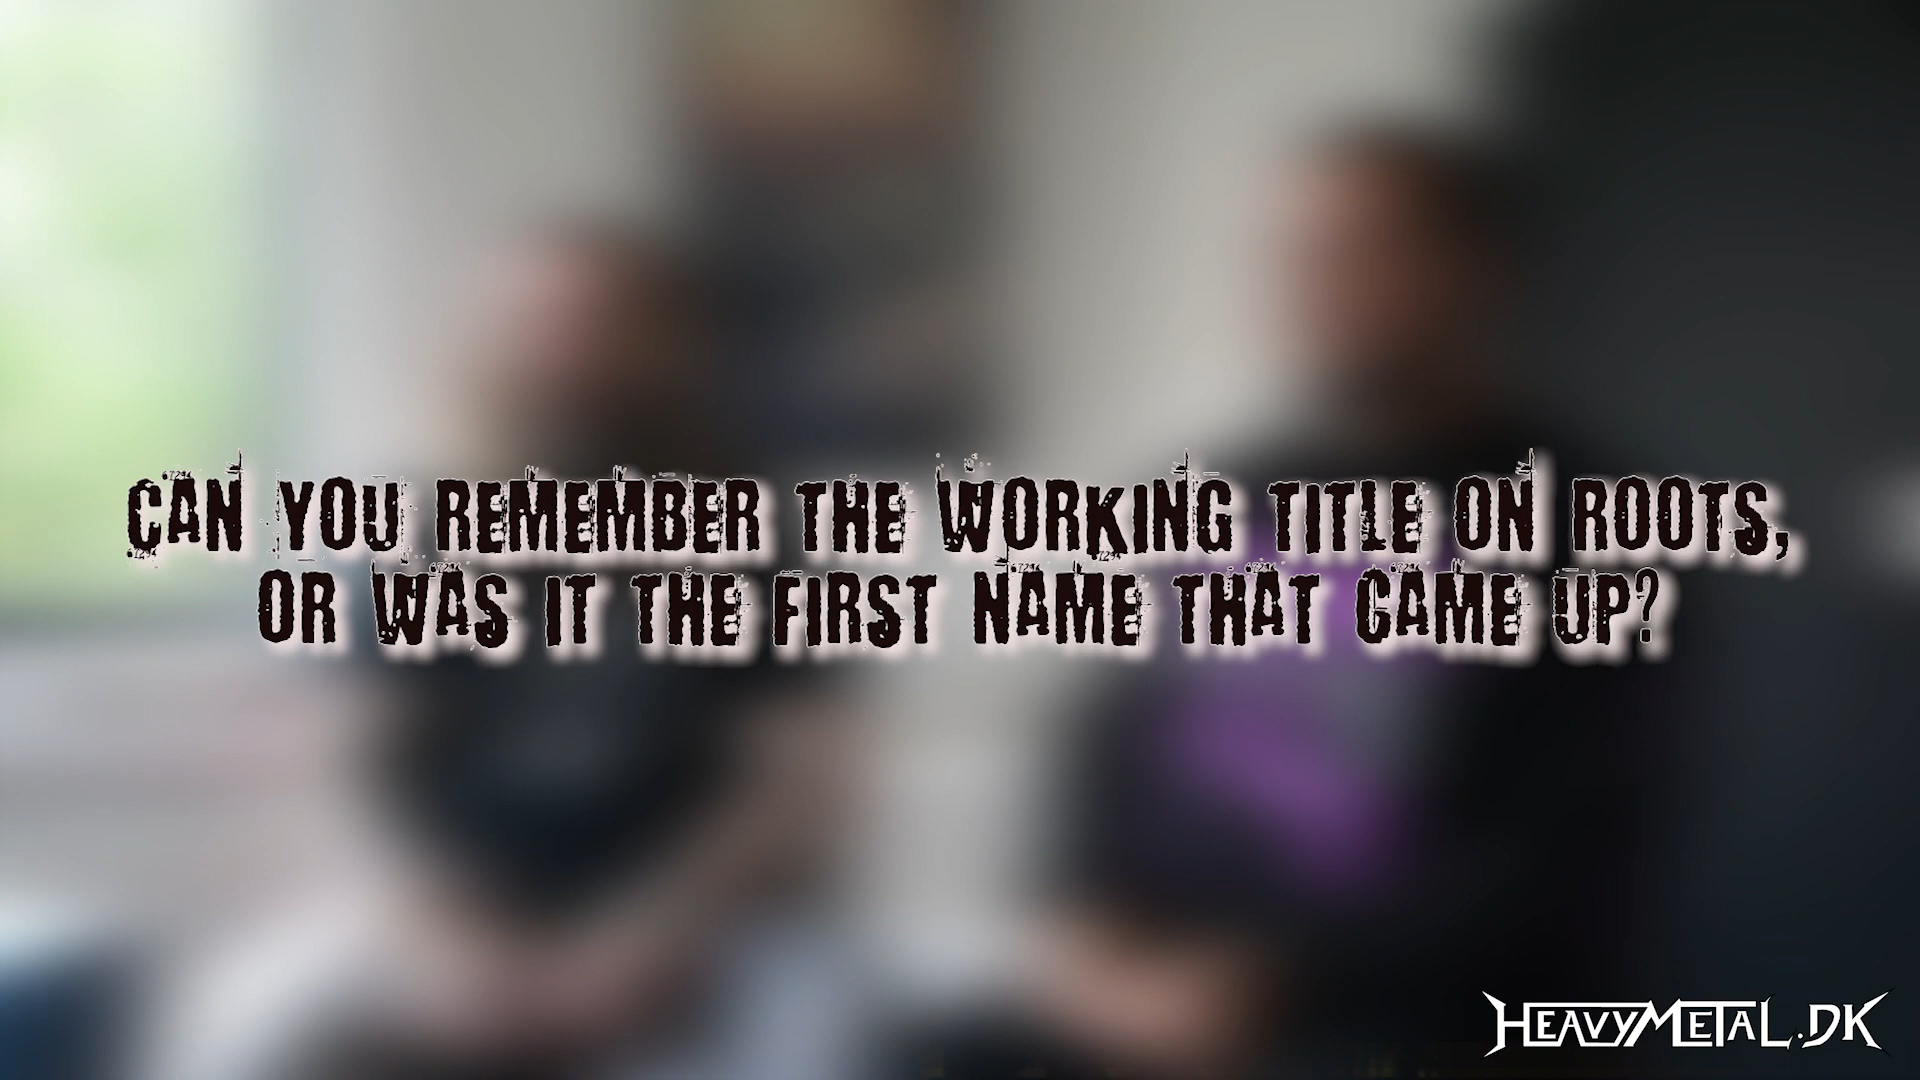 CAN YOU REMEMBER THE WORKING TITLE ON ROOTS,
OR WAS IT THE FIRST NAME THAT CAME UP?
HEAVYMETAL.DK